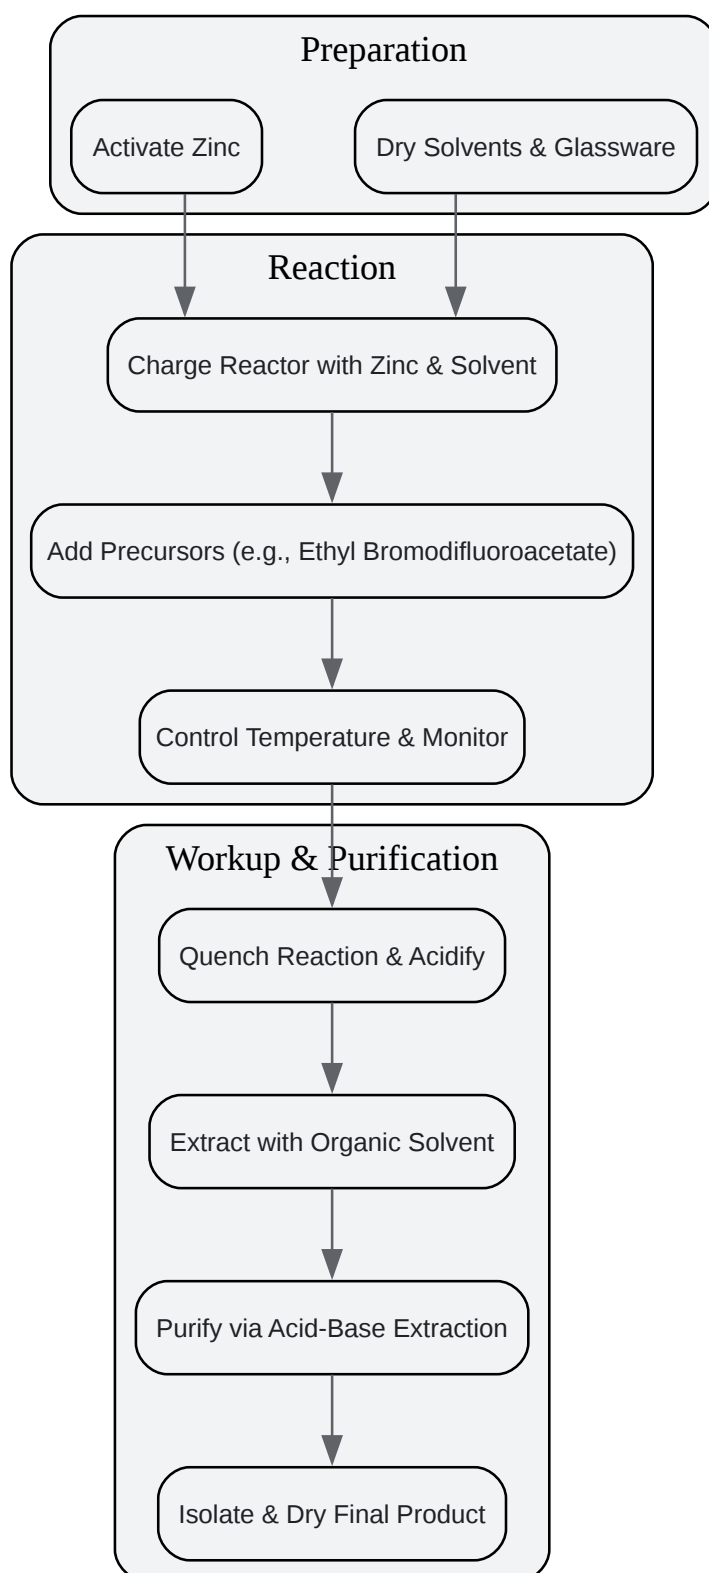 Preparation
Activate Zinc
Dry Solvents & Glassware
Reaction
Charge Reactor with Zinc & Solvent
Add Precursors (e.g., Ethyl Bromodifluoroacetate)
Control Temperature & Monitor
Workup & Purification
Quench Reaction & Acidify
Extract with Organic Solvent
Purify via Acid-Base Extraction
Isolate & Dry Final Product